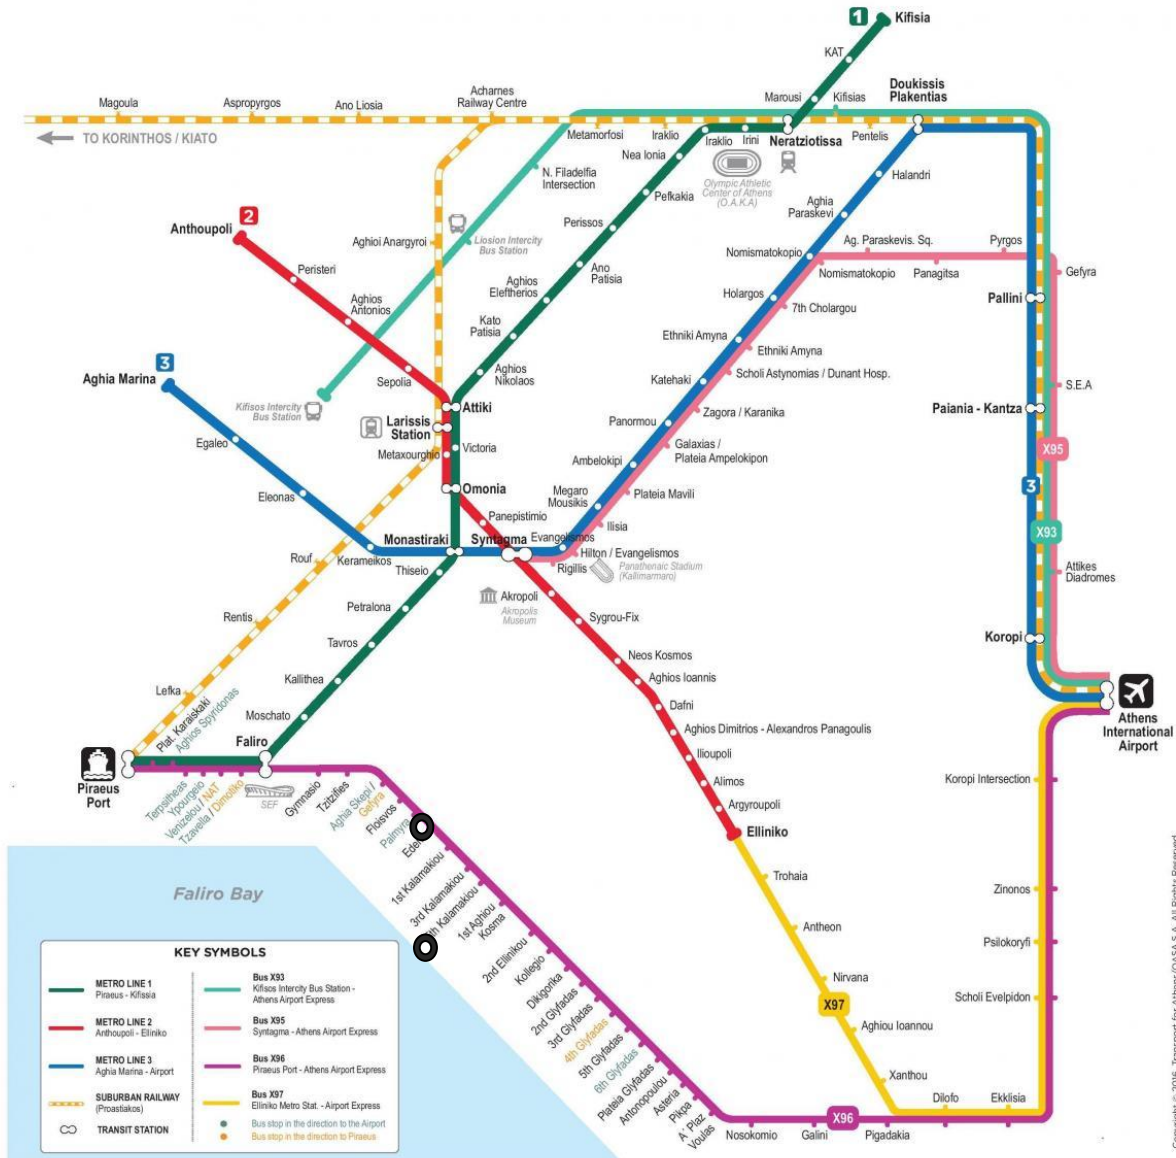 1
Kifisia
KAT
Doukissis
Plakentias
Marousi
Kifisias
Magoula
Aspropyrgos
Ano Liosia
Acharnes
Railway Centre
TO KORINTHOS / KIATO
Metamorfosi
Iraklio
Iraklio
Irini
Neratziotissa
Pentelis
Nea Ionia
Olympic Athletic
Center of Athens
(O.A.K.A)
N. Filadelfia
Intersection
Pefkakia
Halandri
Aghia
Paraskevi
2
Anthoupoli
Perissos
Aghioi Anargyroi
Liosion Intercity
Bus Station
Nomismatokopio
Ag. Paraskevis. Sq.
Pyrgos
Nomismatokopio
Panagitsa
Gefyra
Peristeri
Ano
Patisia
Aghios
Eleftherios
Aghios
Antonios
Holargos
7th Cholargou
Pallini
Kato
Patisia
Ethniki Amyna
Ethniki Amyna
3
Aghia Marina
Sepolia
Aghios
Nikolaos
Katehaki
Scholi Astynomias / Dunant Hosp.
S.E.A
Kifisos Intercity
Bus Station
Attiki
Zagora / Karanika
Paiania - Kantza
Larissis
Station
Panormou
Egaleo
Metaxourghio
Victoria
Galaxias /
Plateia Ampelokipon
X95
Ambelokipi
Eleonas
Omonia
Megaro
Mousikis
Plateia Mavili
3
Panepistimio
Ilisia
X93
Monastiraki
Syntagma
Evangelismos
Hilton / Evangelismos
Rouf
Kerameikos
Rigillis
Panathenaic Stadium
(Kallimarmaro)
Thiseio
Attikes
Diadromes
Akropoli
Akropolis
Museum
Petralona
Sygrou-Fix
Rentis
Tavros
Koropi
Neos Kosmos
Kallithea
Aghios Ioannis
Lefka
Plat. Karaiskaki
Aghios Spyridonas
Moschato
Dafni
Athens
International
Airport
Faliro
Aghios Dimitrios - Alexandros Panagoulis
Ilioupoli
Piraeus
Port
Alimos
Koropi Intersection
Terpsitheas
Ypourgeio
Venizelou / NAT
Tzavella / Dimotiko
SEF
Gymnasio
Tzitzifies
Aghia Skepi /
Gefyra
Floisvos
Palmyra
Argyroupoli
Elliniko
1st Kalamakiou
3rd Kalamakiou
Kalamakiou
1st Aghiou
Kosma
2nd Ellinikou
Kollegio
Dikigorika
2nd Glyfadas
3rd Glyfadas
4th Glyfadas
5th Glyfadas
6th Glyfadas
Plateia Glyfadas
Antonopoulou
Asteria
Pikpa
A' Plaz
Voulas
Trohaia
Antheon
Nirvana
X97
Aghiou Ioannou
Xanthou
Zinonos
Psilokoryfi
Scholi Evelpidon
Dilofo
Ekklisia
X96
Nosokomio
Galini
Pigadakia
Faliro Bay
KEY SYMBOLS
METRO LINE 1
Piraeus - Kifissia
METRO LINE 2
Anthoupoli - Elliniko
METRO LINE 3
Aghia Marina - Airport
SUBURBAN RAILWAY
(Proastiakos)
TRANSIT STATION
Bus X93
Kifisos Intercity Bus Station -
Athens Airport Express
Bus X95
Syntagma - Athens Airport Express
Bus X96
Piraeus Port - Athens Airport Express
Bus X97
Elliniko Metro Stat. - Airport Express
Bus stop in the direction to the Airport
Bus stop in the direction to Piraeus
Copyright © 2016, Transport for Athens (OASA S.A. All Rights Reserved